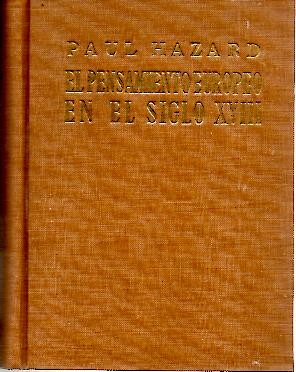 PAUL HAZARD
EL PENSAMIENTO EUROPEO
EN EL SIGLO XVIII